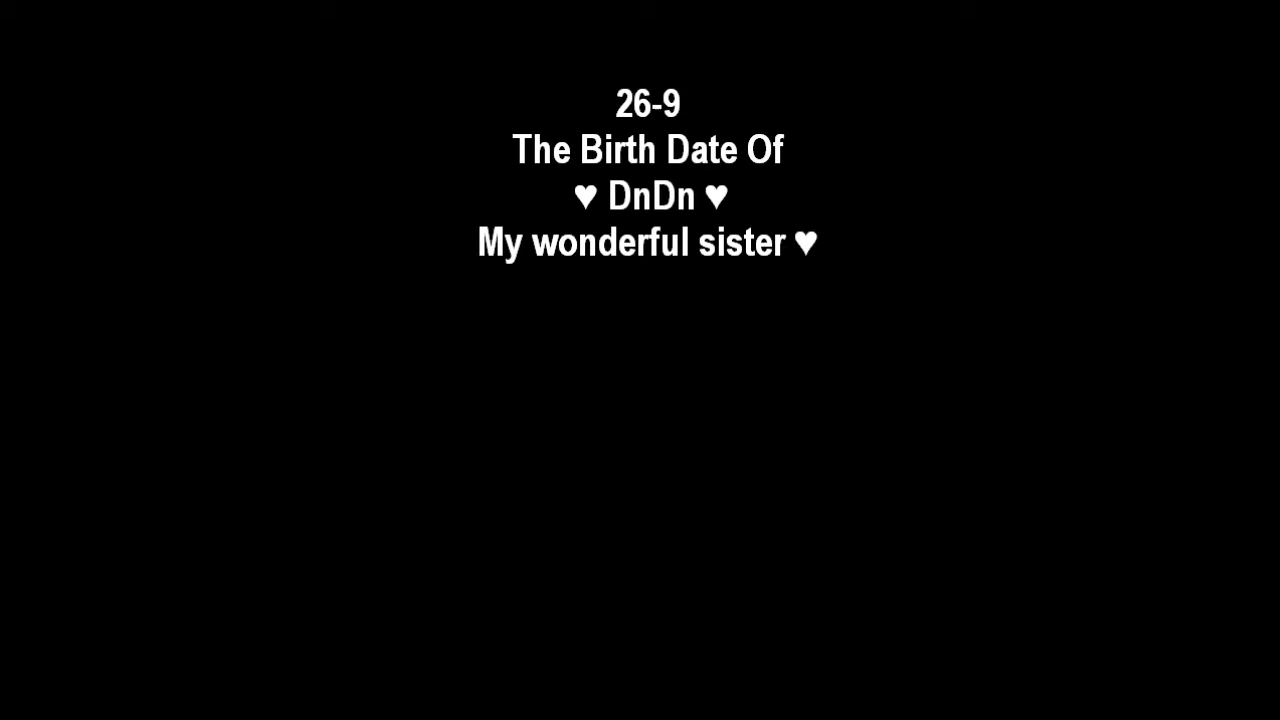 26-9
The Birth Date Of
♥ DnDn ♥
My wonderful sister ♥